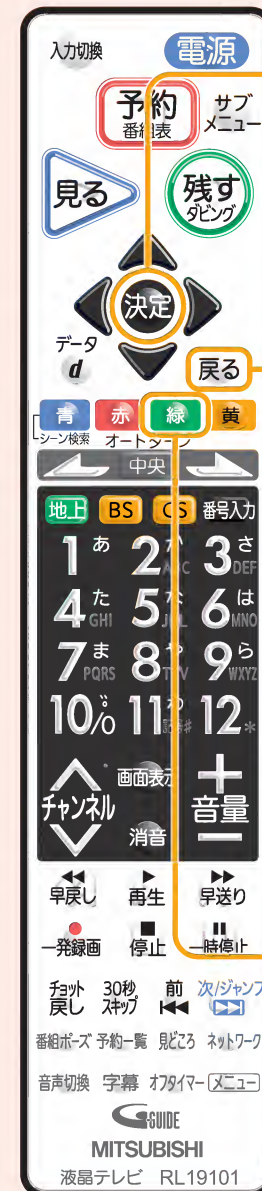 入力切換 電源
予約 サブ
番組表 メニュー
見る 残す
ダビング
決定
データ
d 戻る
青 赤 緑 黄
シーン検索 オートターン
中央
地上 BS CS 番号入力
1 あ 2 か ABC 3 さ DEF
4 た GHI 5 な JKL 6 は MNO
7 ま PQRS 8 や TUV 9 ら WXYZ
10/0 11 わ 記号# 12 *
画面表示 +
チャンネル 音量
消音 −
◀◀ ▶ ▶▶
早戻し 再生 早送り
● ■ ❚❚
一発録画 停止 一時停止
チョット 30秒 前 次/ジャンプ
戻し スキップ |◀◀ ▶▶|
番組ポーズ 予約一覧 見どころ ネットワーク
音声切換 字幕 オフタイマー メニュー
G-GUIDE
MITSUBISHI
液晶テレビ RL19101